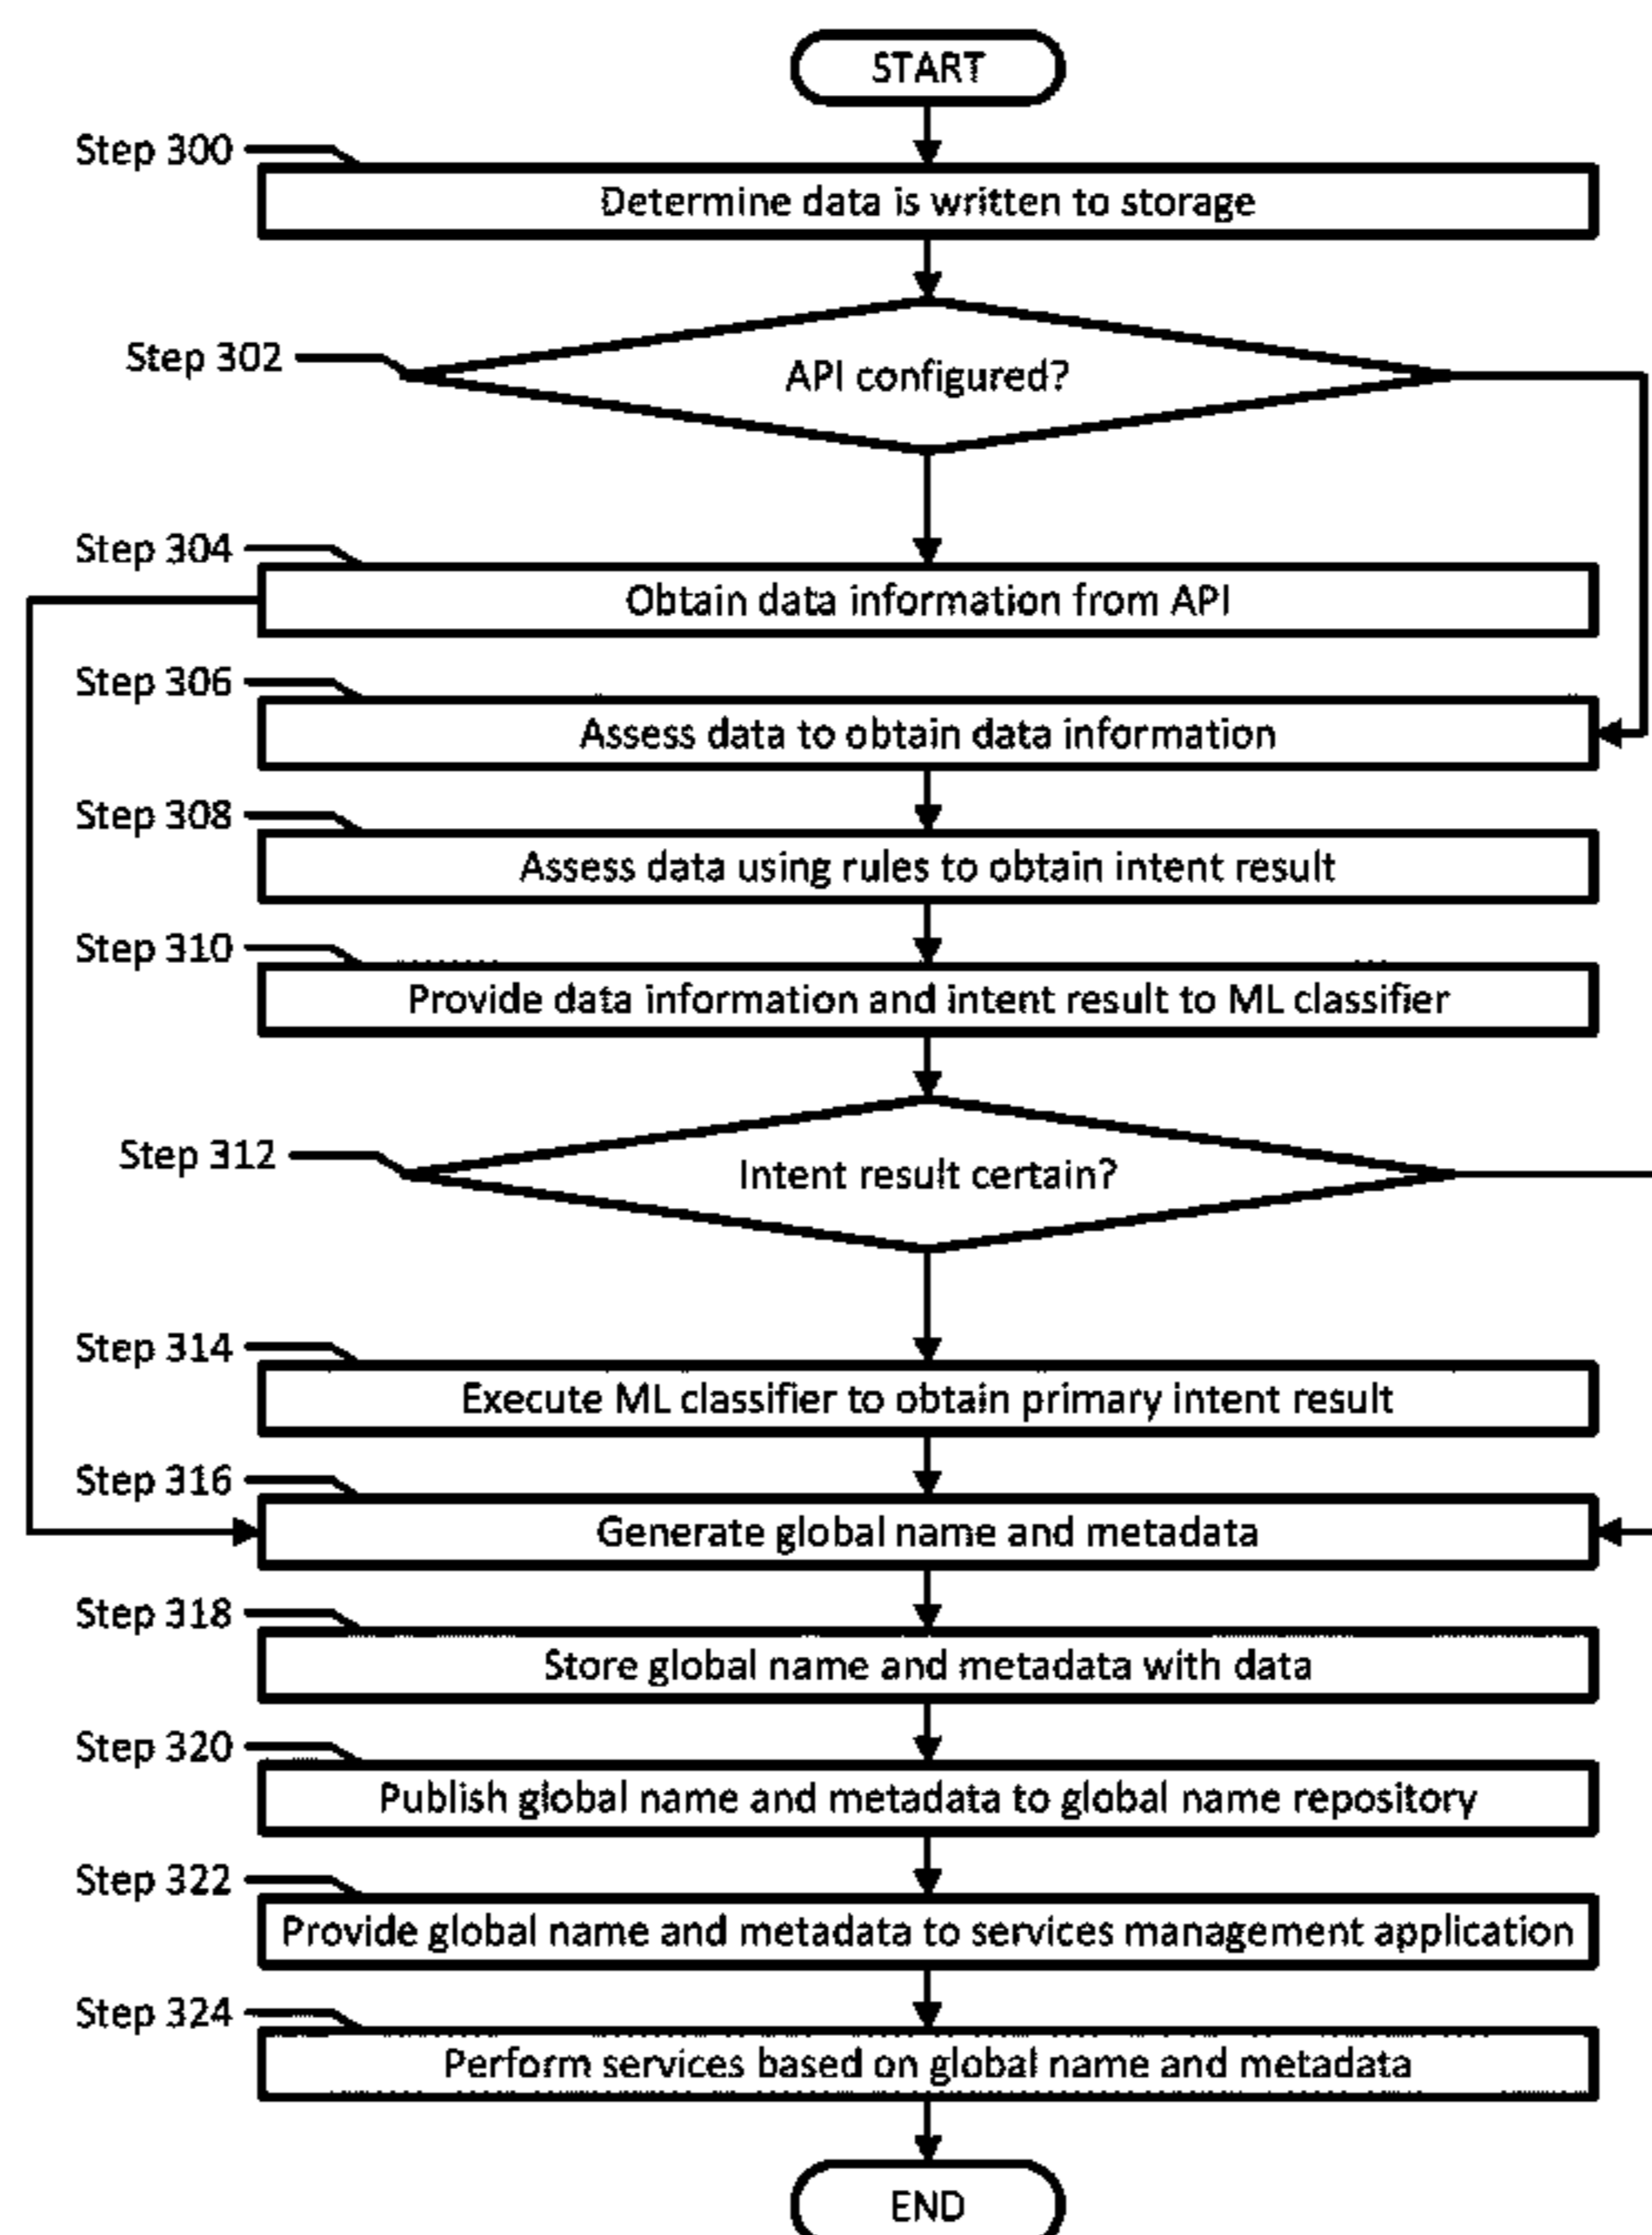 START
Step 300
Determine data is written to storage
Step 302
API configured?
Step 304
Obtain data information from API
Step 306
Assess data to obtain data information
Step 308
Assess data using rules to obtain intent result
Step 310
Provide data information and intent result to ML classifier
Step 312
Intent result certain?
Step 314
Execute ML classifier to obtain primary intent result
Step 316
Generate global name and metadata
Step 318
Store global name and metadata with data
Step 320
Publish global name and metadata to global name repository
Step 322
Provide global name and metadata to services management application
Step 324
Perform services based on global name and metadata
END